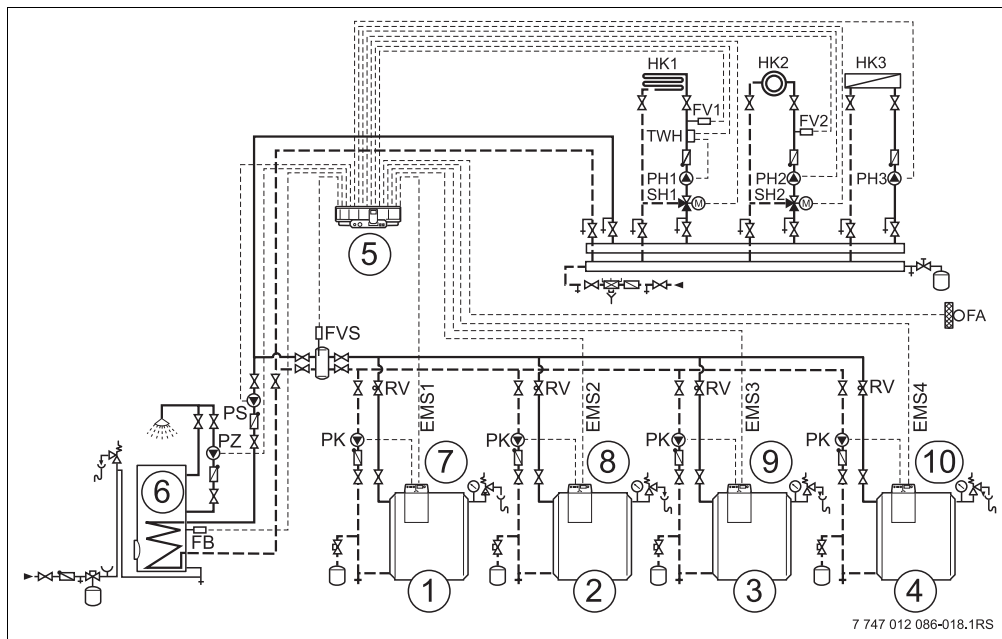 HK1
HK2
HK3
FV1
FV2
TWH
PH1
PH2
PH3
SH1
SH2
M
M
5
FVS
FA
EMS1
EMS2
EMS3
EMS4
RV
RV
RV
RV
PS
PZ
PK
PK
PK
PK
6
FB
7
8
9
10
1
2
3
4
7 747 012 086-018.1RS